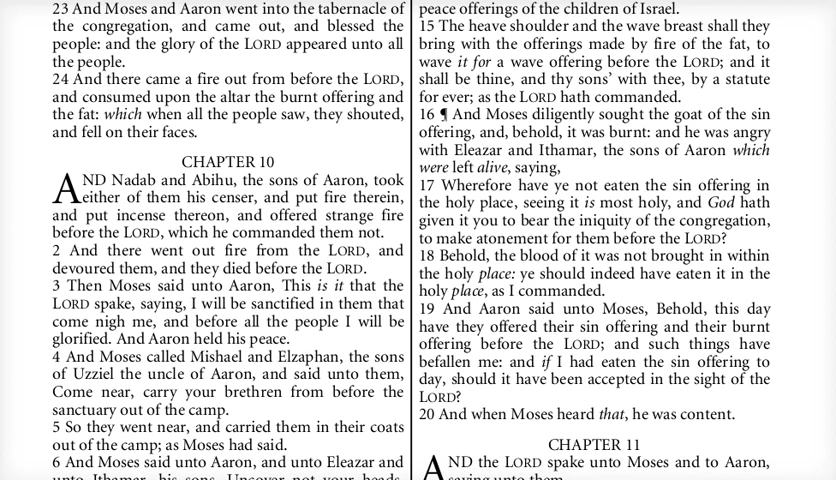 23 And Moses and Aaron went into the tabernacle of
the congregation, and came out, and blessed the
people: and the glory of the LORD appeared unto all
the people.
24 And there came a fire out from before the LORD,
and consumed upon the altar the burnt offering and
the fat: which when all the people saw, they shouted,
and fell on their faces.
CHAPTER 10
AND Nadab and Abihu, the sons of Aaron, took
either of them his censer, and put fire therein,
and put incense thereon, and offered strange fire
before the LORD, which he commanded them not.
2 And there went out fire from the LORD, and
devoured them, and they died before the LORD.
3 Then Moses said unto Aaron, This is it that the
LORD spake, saying, I will be sanctified in them that
come nigh me, and before all the people I will be
glorified. And Aaron held his peace.
4 And Moses called Mishael and Elzaphan, the sons
of Uzziel the uncle of Aaron, and said unto them,
Come near, carry your brethren from before the
sanctuary out of the camp.
5 So they went near, and carried them in their coats
out of the camp; as Moses had said.
6 And Moses said unto Aaron, and unto Eleazar and
unto Ithamar, his sons, Uncover not your heads,
peace offerings of the children of Israel.
15 The heave shoulder and the wave breast shall they
bring with the offerings made by fire of the fat, to
wave it for a wave offering before the LORD; and it
shall be thine, and thy sons’ with thee, by a statute
for ever; as the LORD hath commanded.
16 ¶ And Moses diligently sought the goat of the sin
offering, and, behold, it was burnt: and he was angry
with Eleazar and Ithamar, the sons of Aaron which
were left alive, saying,
17 Wherefore have ye not eaten the sin offering in
the holy place, seeing it is most holy, and God hath
given it you to bear the iniquity of the congregation,
to make atonement for them before the LORD?
18 Behold, the blood of it was not brought in within
the holy place: ye should indeed have eaten it in the
holy place, as I commanded.
19 And Aaron said unto Moses, Behold, this day
have they offered their sin offering and their burnt
offering before the LORD; and such things have
befallen me: and if I had eaten the sin offering to
day, should it have been accepted in the sight of the
LORD?
20 And when Moses heard that, he was content.
CHAPTER 11
AND the LORD spake unto Moses and to Aaron,
saying unto them,